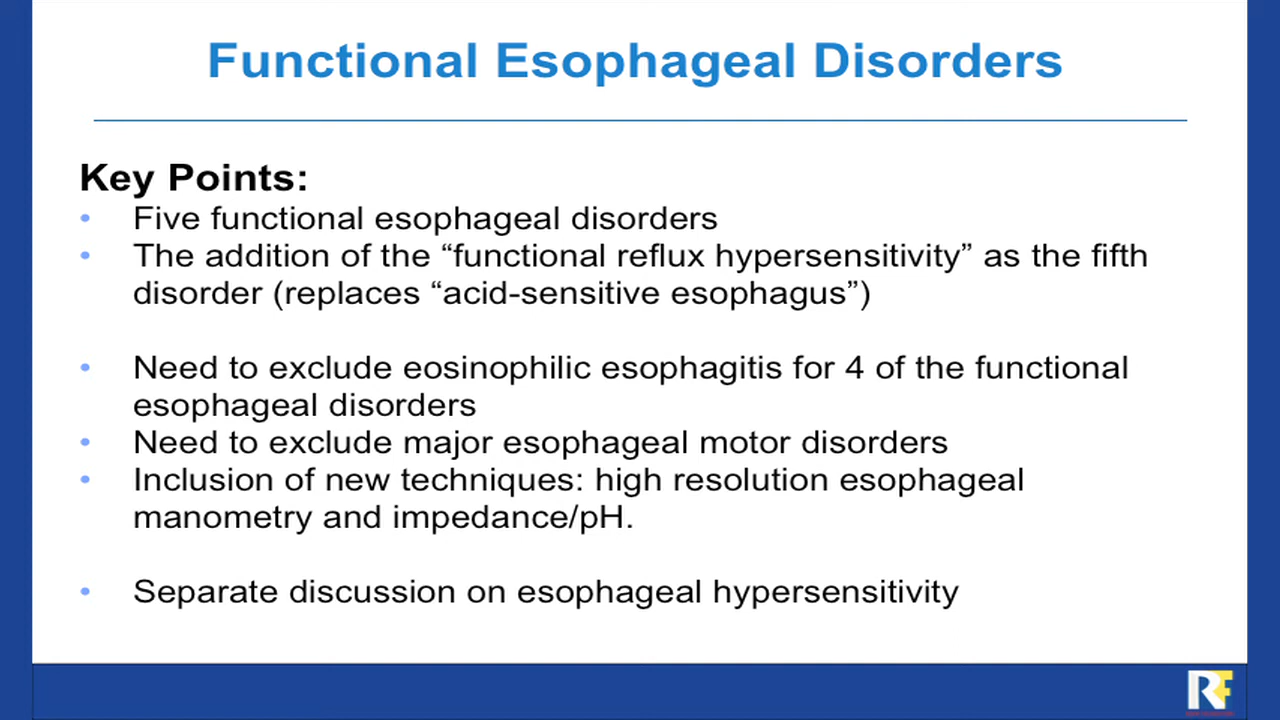 Functional Esophageal Disorders
Key Points:
• Five functional esophageal disorders
• The addition of the “functional reflux hypersensitivity” as the fifth
disorder (replaces “acid-sensitive esophagus”)
• Need to exclude eosinophilic esophagitis for 4 of the functional
esophageal disorders
• Need to exclude major esophageal motor disorders
• Inclusion of new techniques: high resolution esophageal
manometry and impedance/pH.
• Separate discussion on esophageal hypersensitivity
RF